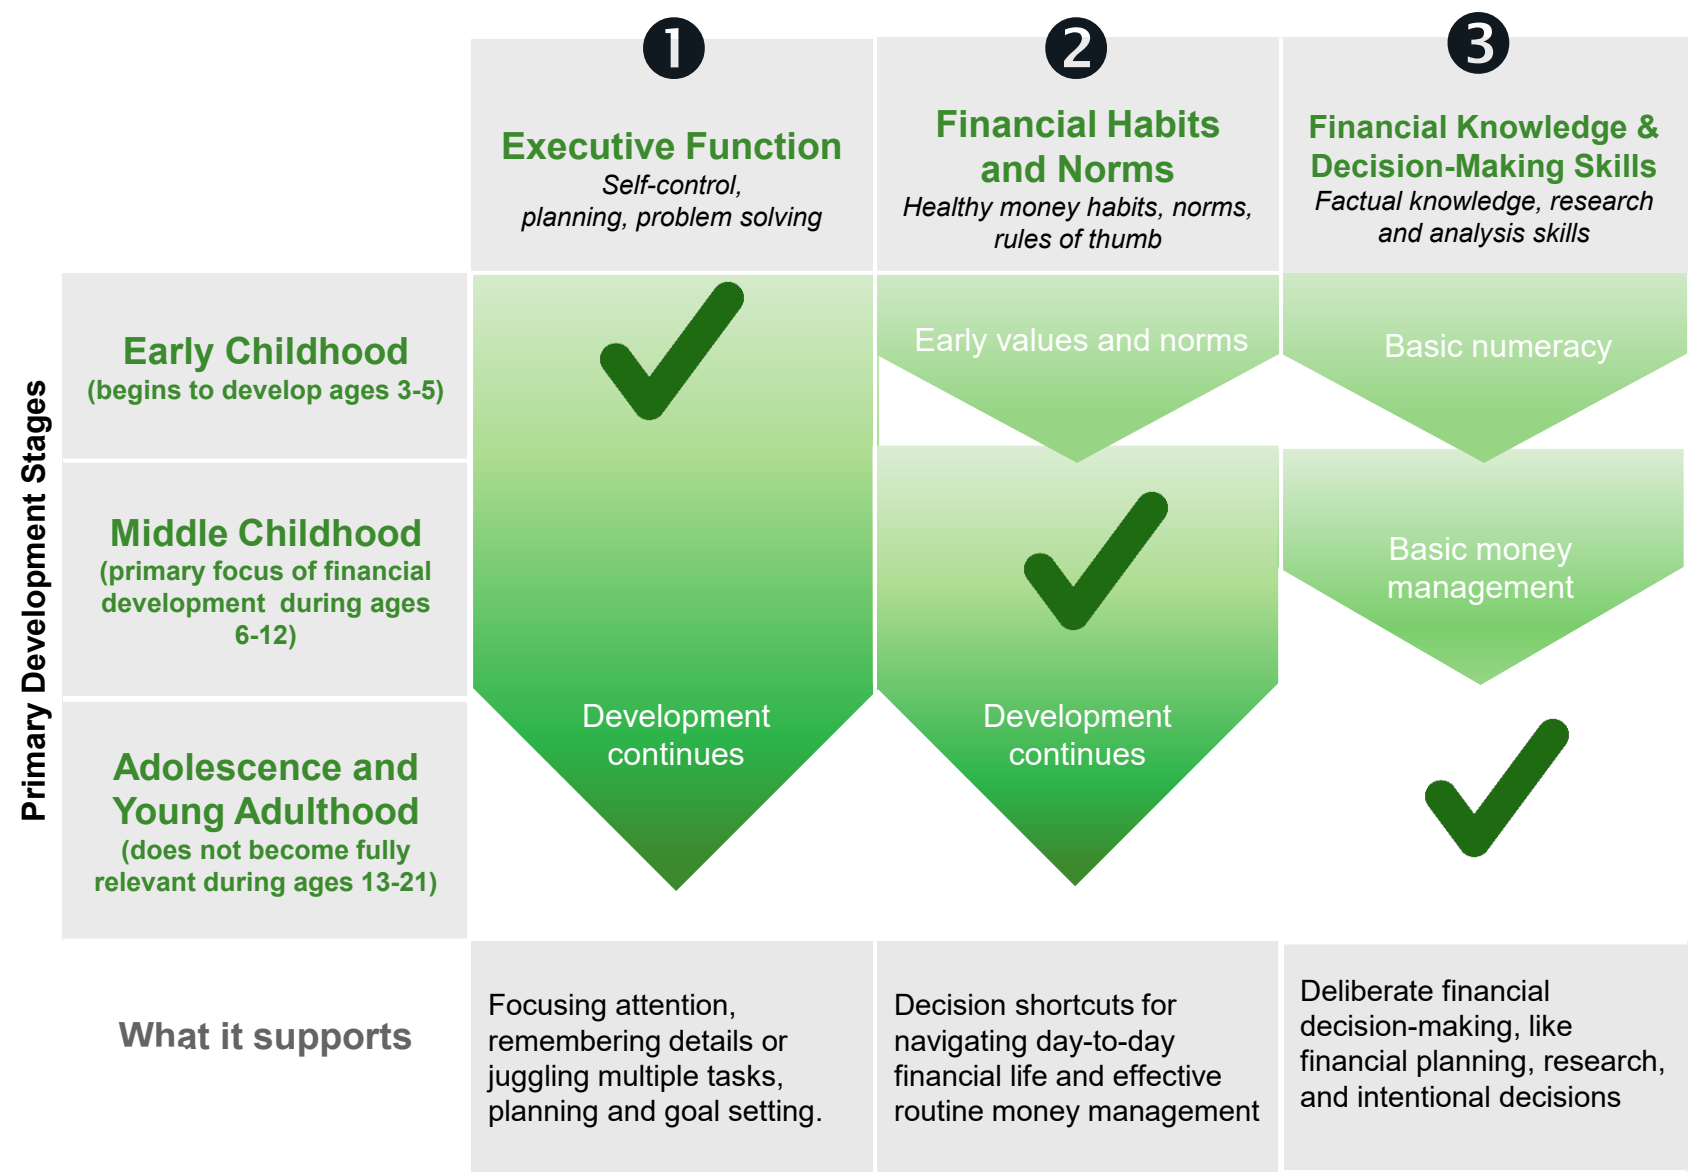 1
Executive Function
Self-control,
planning, problem solving
2
Financial Habits
and Norms
Healthy money habits, norms,
rules of thumb
3
Financial Knowledge &
Decision-Making Skills
Factual knowledge, research
and analysis skills
Primary Development Stages
Early Childhood
(begins to develop ages 3-5)
Early values and norms
Basic numeracy
Middle Childhood
(primary focus of financial
development during ages
6-12)
Basic money
management
Adolescence and
Young Adulthood
(does not become fully
relevant during ages 13-21)
Development
continues
Development
continues
What it supports
Focusing attention,
remembering details or
juggling multiple tasks,
planning and goal setting.
Decision shortcuts for
navigating day-to-day
financial life and effective
routine money management
Deliberate financial
decision-making, like
financial planning, research,
and intentional decisions